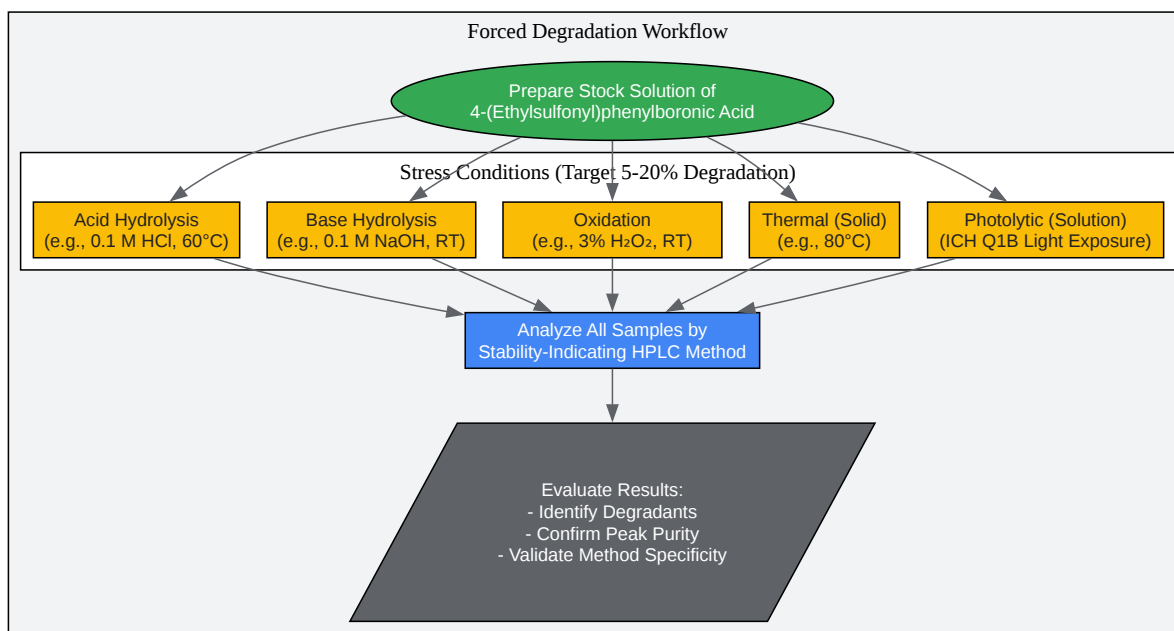 Forced Degradation Workflow
Prepare Stock Solution of
4-(Ethylsulfonyl)phenylboronic Acid
Stress Conditions (Target 5-20% Degradation)
Acid Hydrolysis
(e.g., 0.1 M HCl, 60°C)
Base Hydrolysis
(e.g., 0.1 M NaOH, RT)
Oxidation
(e.g., 3% H₂O₂, RT)
Thermal (Solid)
(e.g., 80°C)
Photolytic (Solution)
(ICH Q1B Light Exposure)
Analyze All Samples by
Stability-Indicating HPLC Method
Evaluate Results:
- Identify Degradants
- Confirm Peak Purity
- Validate Method Specificity